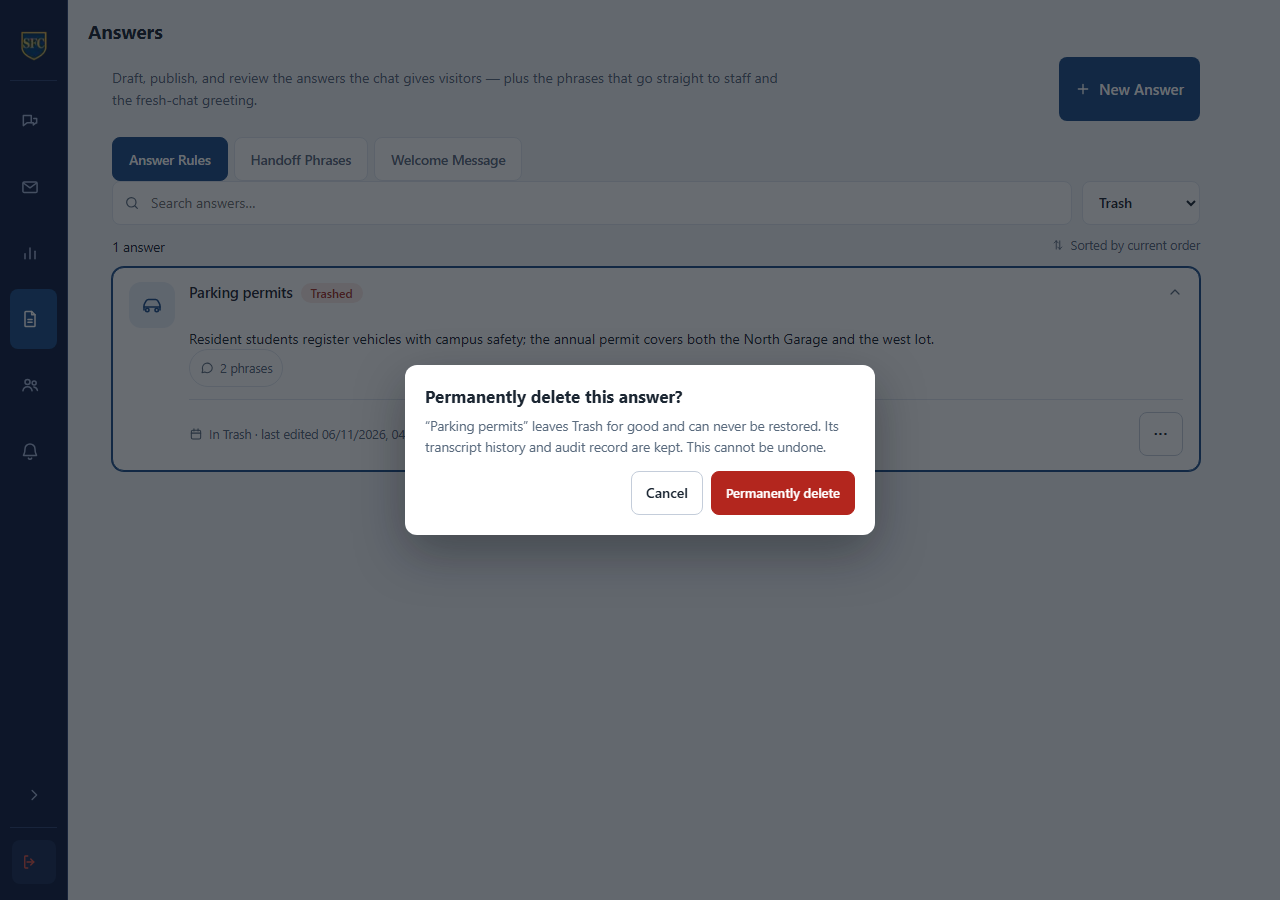 SFC
Answers
Draft, publish, and review the answers the chat gives visitors — plus the phrases that go straight to staff and
the fresh-chat greeting.
+ New Answer
Answer Rules
Handoff Phrases
Welcome Message
Search answers...
Trash
1 answer
Sorted by current order
Parking permits Trashed
Resident students register vehicles with campus safety; the annual permit covers both the North Garage and the west lot.
2 phrases
In Trash · last edited 06/11/2026, 04
Permanently delete this answer?
“Parking permits” leaves Trash for good and can never be restored. Its
transcript history and audit record are kept. This cannot be undone.
Cancel
Permanently delete